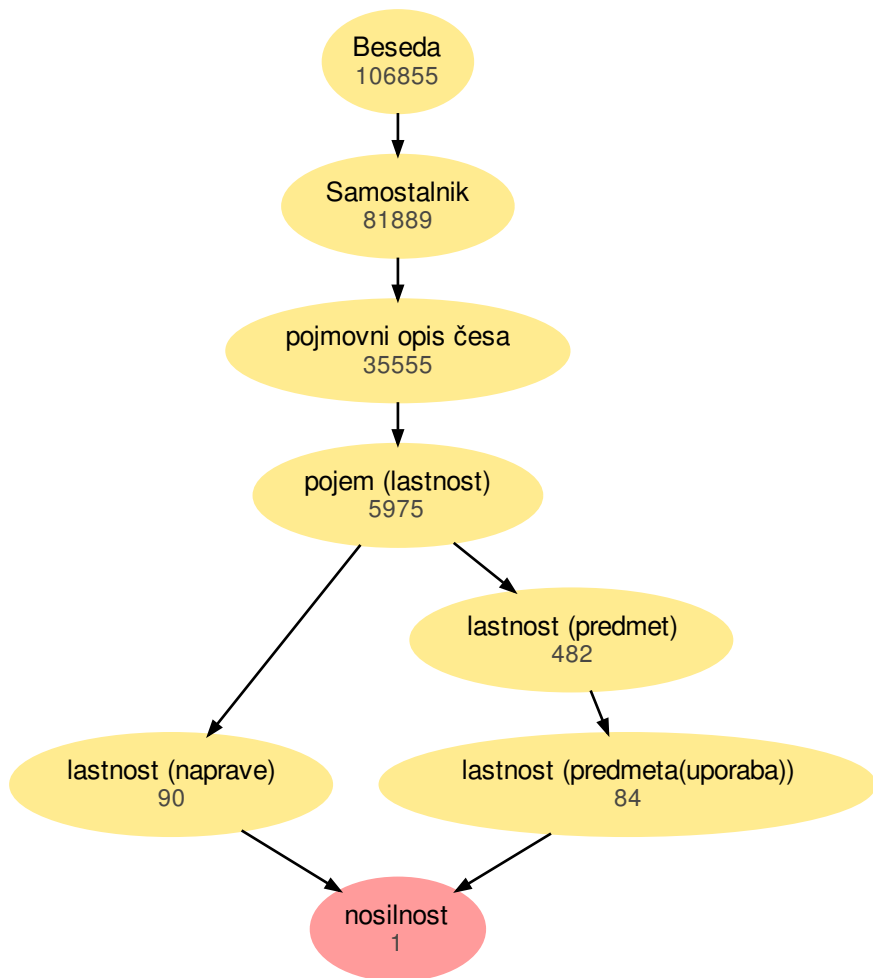 Beseda
106855
Samostalnik
81889
pojmovni opis česa
35555
pojem (lastnost)
5975
lastnost (predmet)
482
lastnost (naprave)
90
lastnost (predmeta(uporaba))
84
nosilnost
1